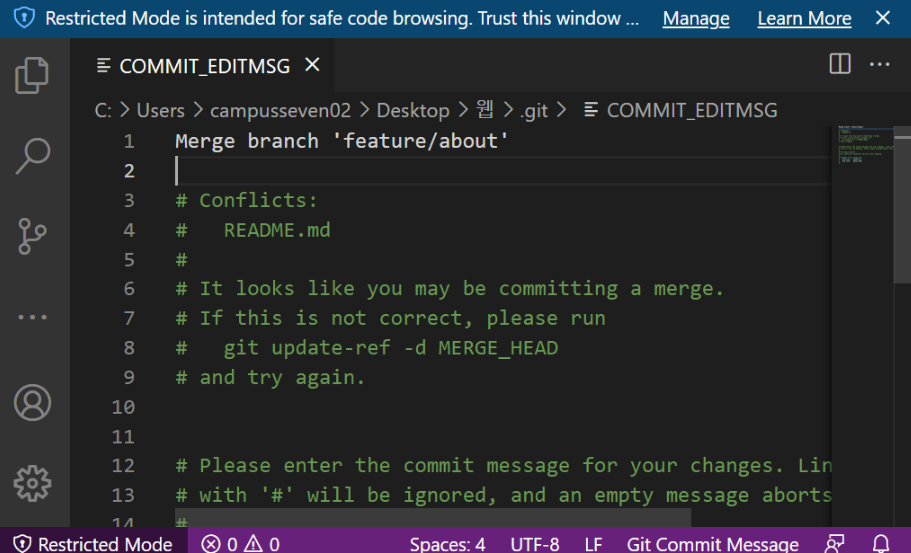 Restricted Mode is intended for safe code browsing. Trust this window ... Manage Learn More
COMMIT_EDITMSG
C: > Users > campusseven02 > Desktop > 웹 > .git > COMMIT_EDITMSG
1 Merge branch 'feature/about'
2
3 # Conflicts:
4 # README.md
5 #
6 # It looks like you may be committing a merge.
7 # If this is not correct, please run
8 # git update-ref -d MERGE_HEAD
9 # and try again.
10
11
12 # Please enter the commit message for your changes. Lin
13 # with '#' will be ignored, and an empty message aborts
14 #
Restricted Mode 0 0 Spaces: 4 UTF-8 LF Git Commit Message